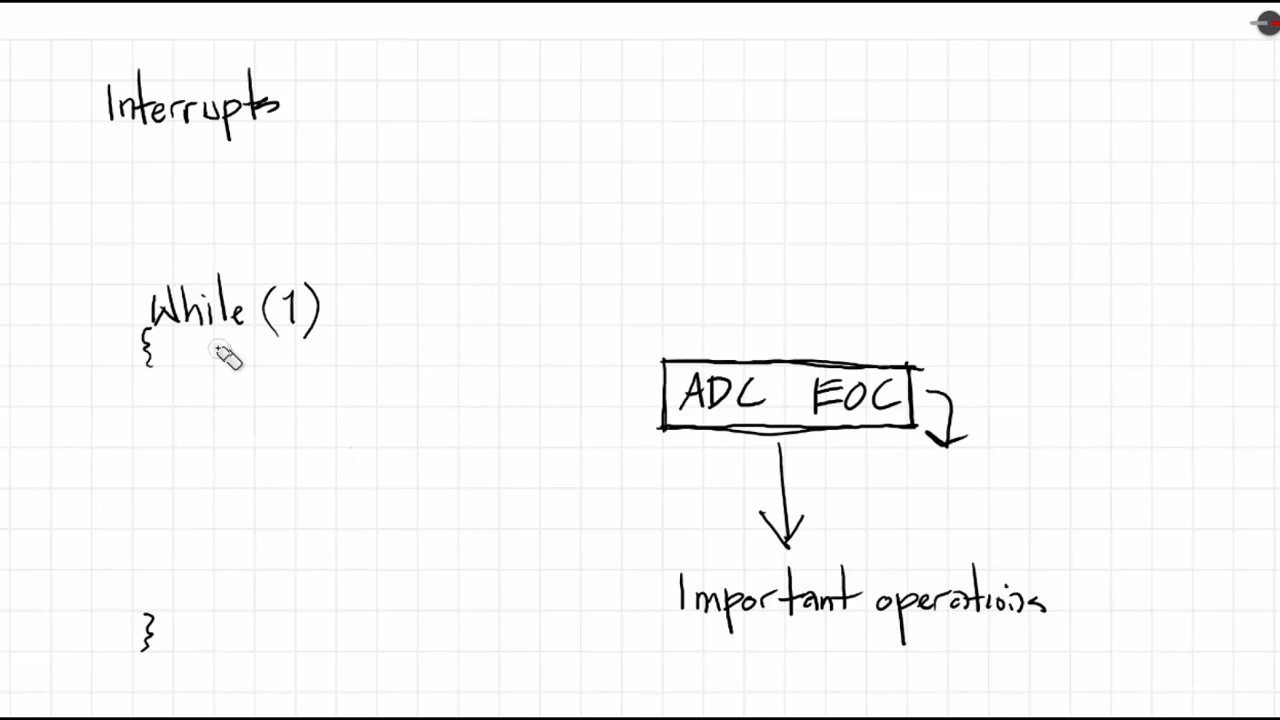 Interrupts
While (1)
{
ADC EOC
Important operations
}